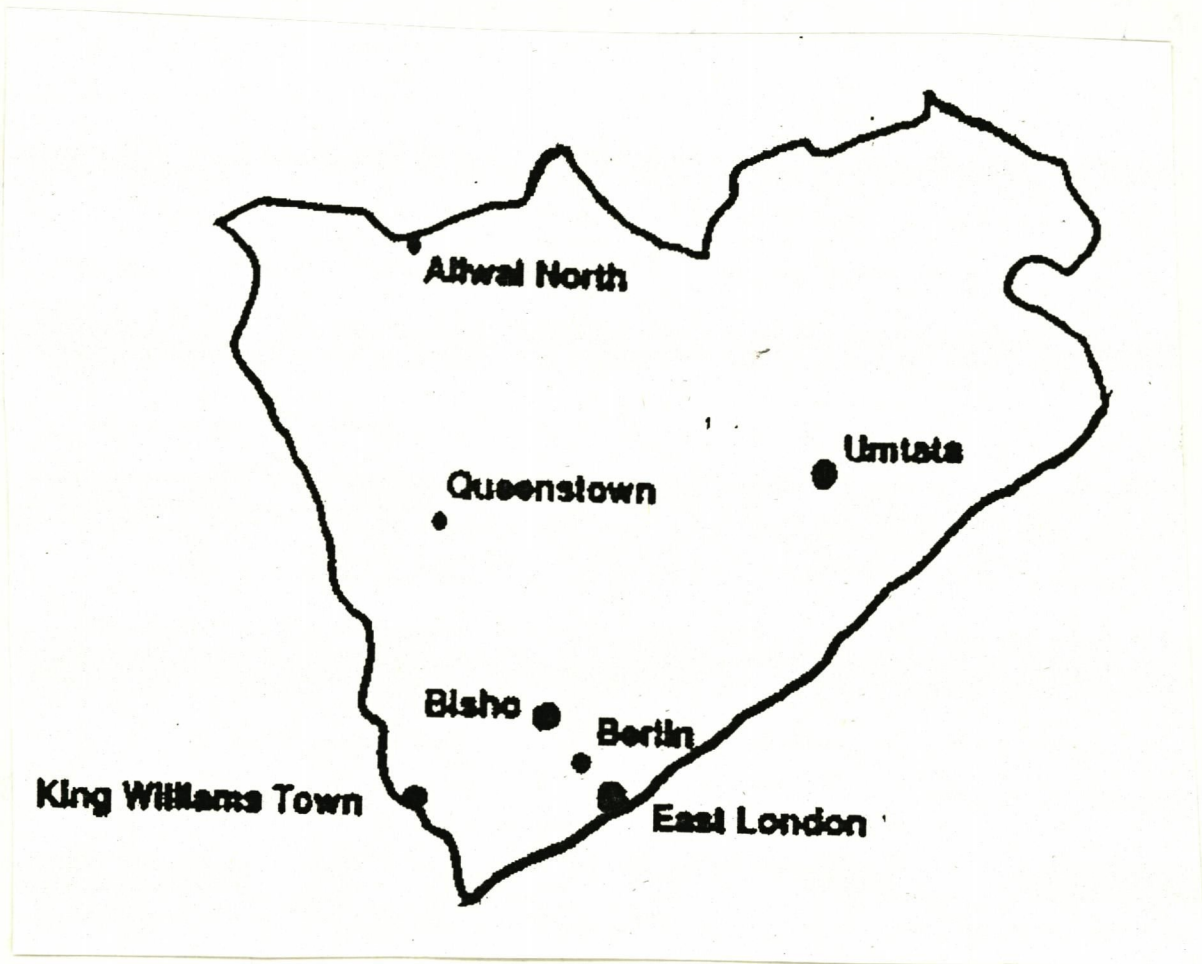 Aliwal North
Umtata
Queenstown
Bisho
Berlin
King Williams Town
East London